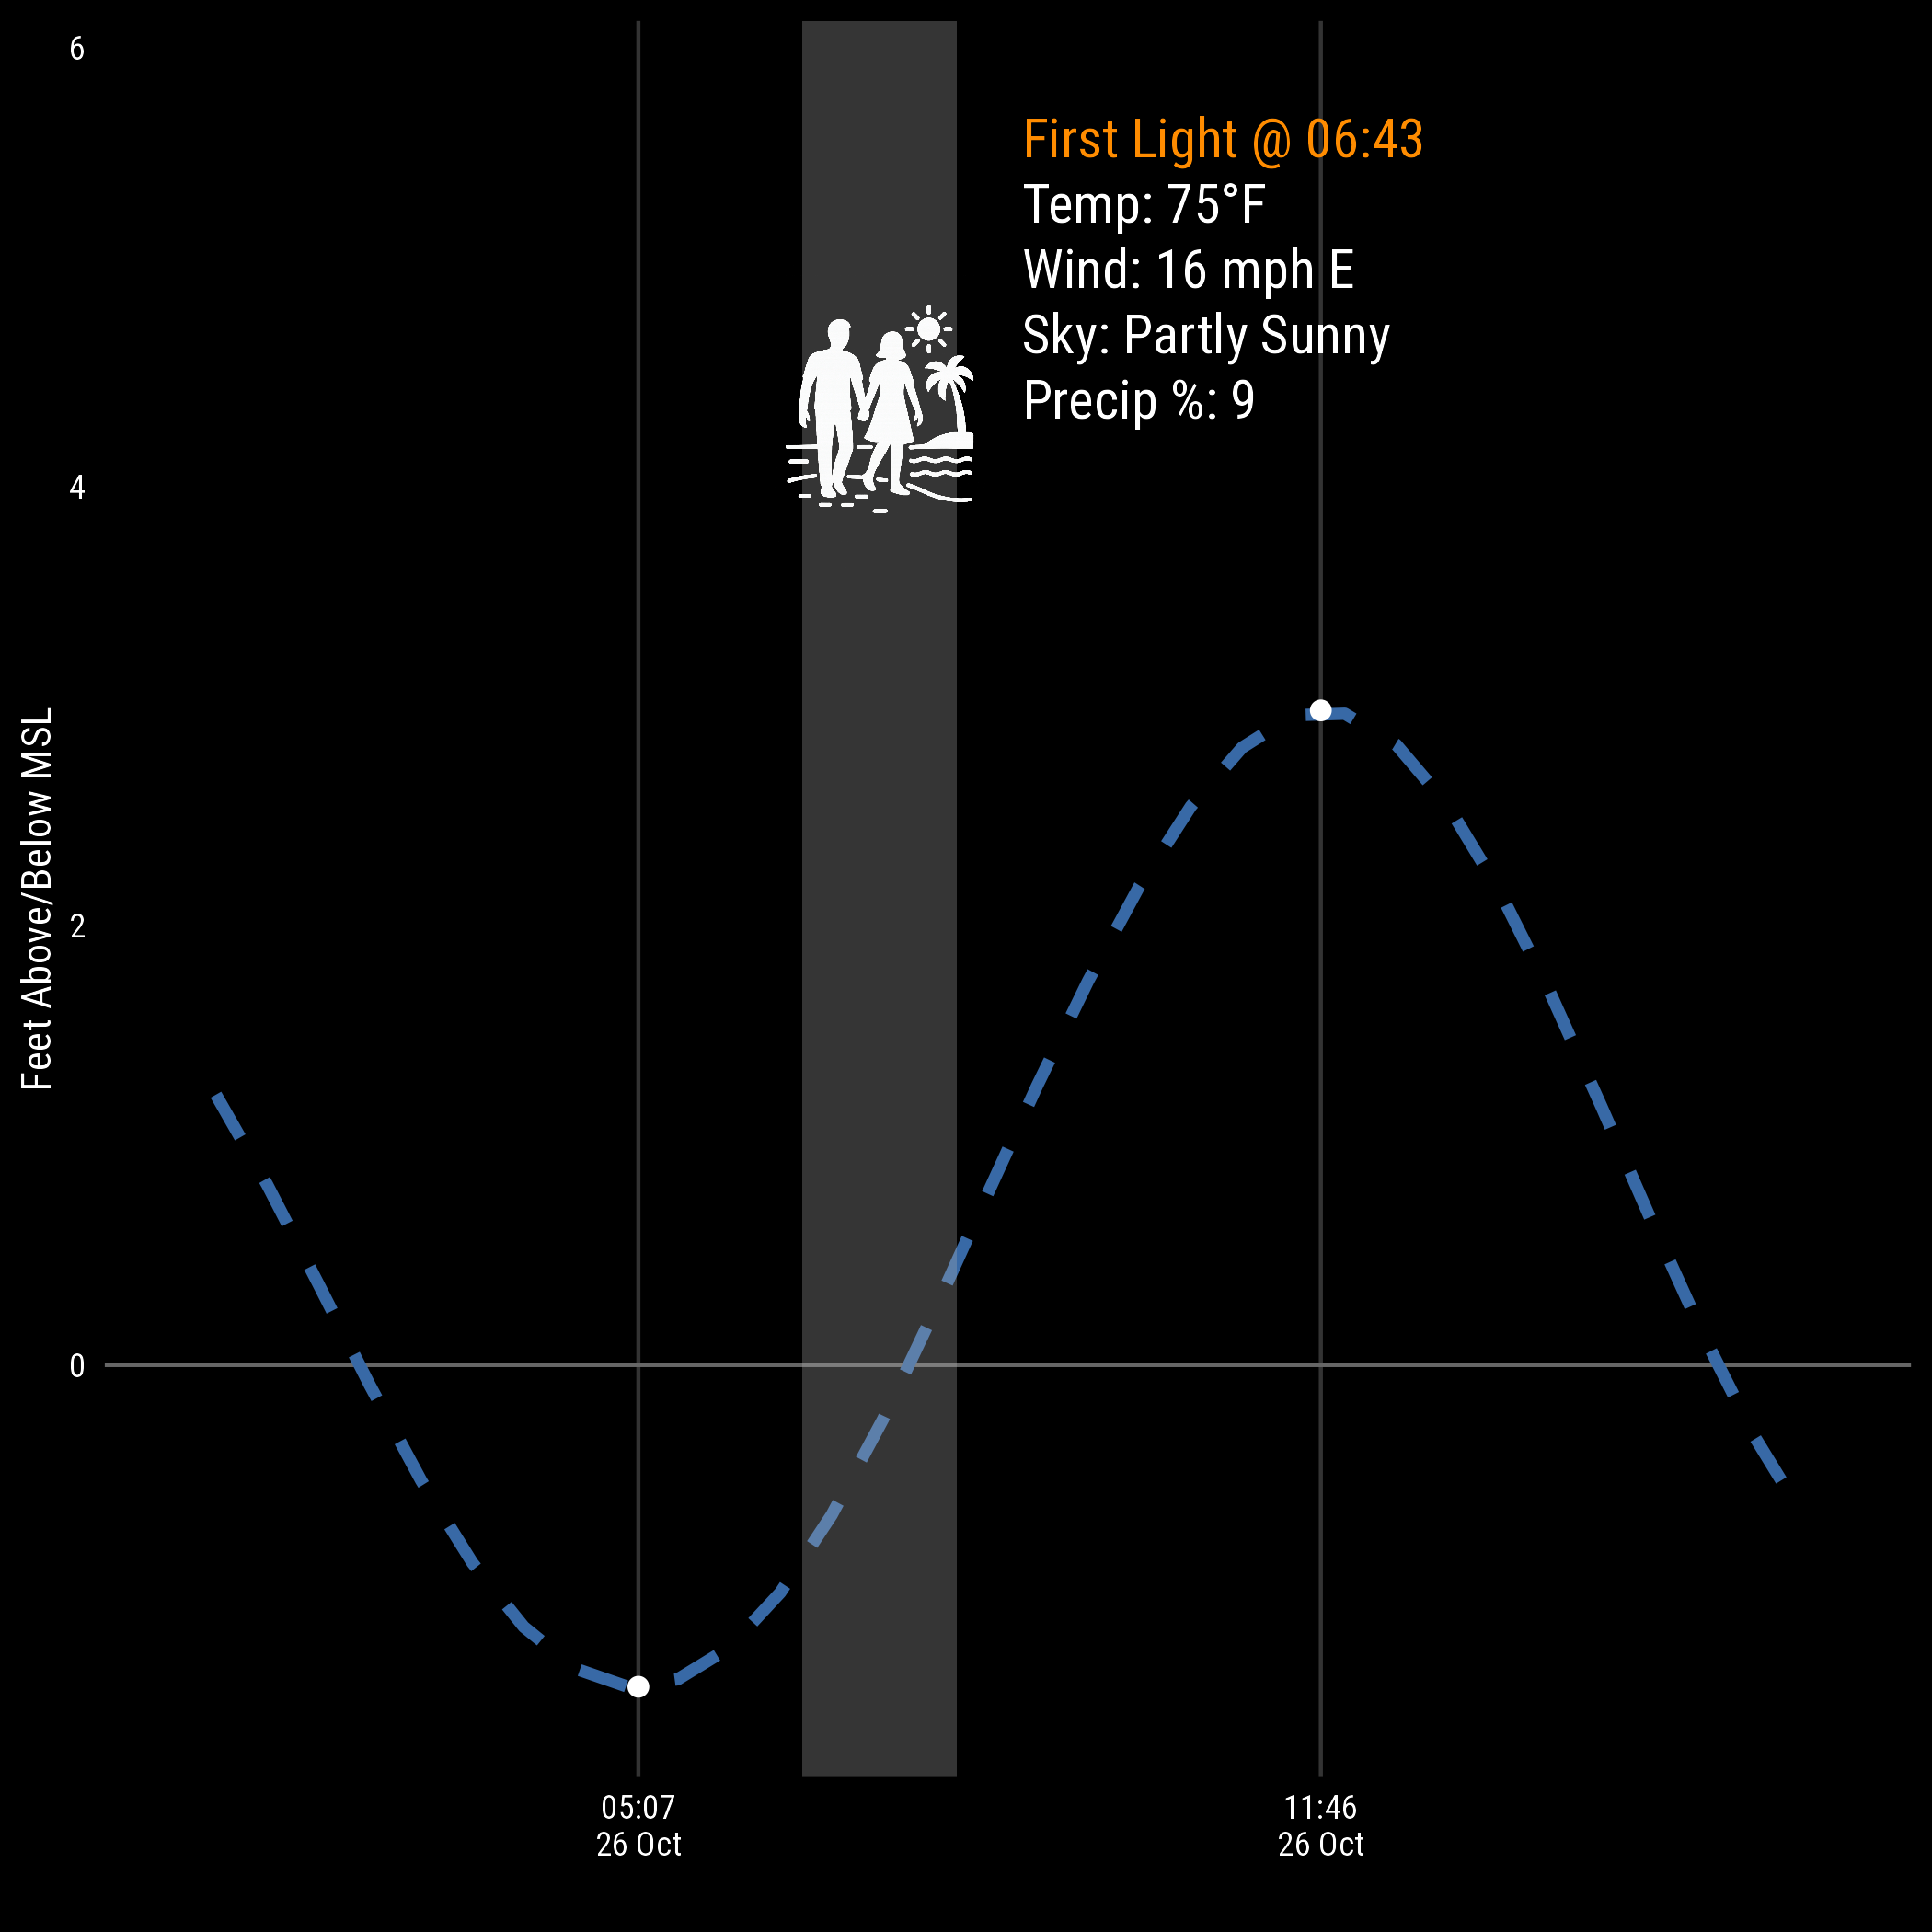 6
First Light @ 06:43
Temp: 75°F
Wind: 16 mph E
Sky: Partly Sunny
Precip %: 9
4
Feet Above/Below MSL
2
0
05:07
26 Oct
11:46
26 Oct